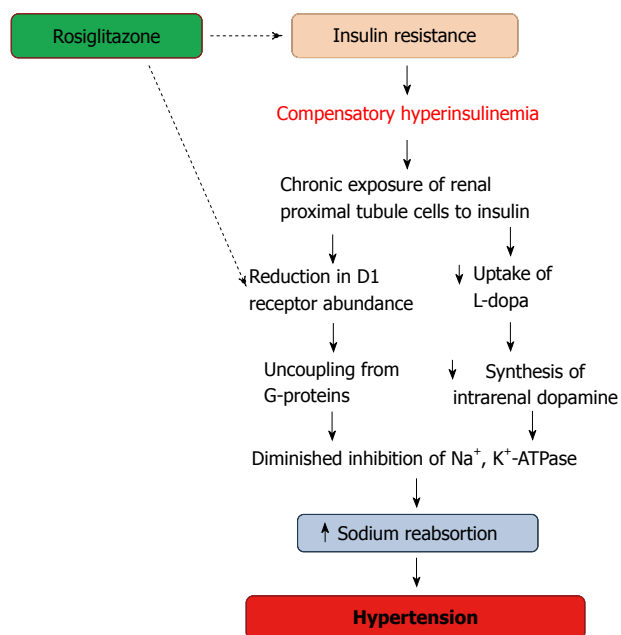 Rosiglitazone
Insulin resistance
Compensatory hyperinsulinemia
Chronic exposure of renal
proximal tubule cells to insulin
Reduction in D1
receptor abundance
↓ Uptake of
L-dopa
Uncoupling from
G-proteins
↓ Synthesis of
intrarenal dopamine
Diminished inhibition of Na⁺, K⁺-ATPase
↑ Sodium reabsortion
Hypertension